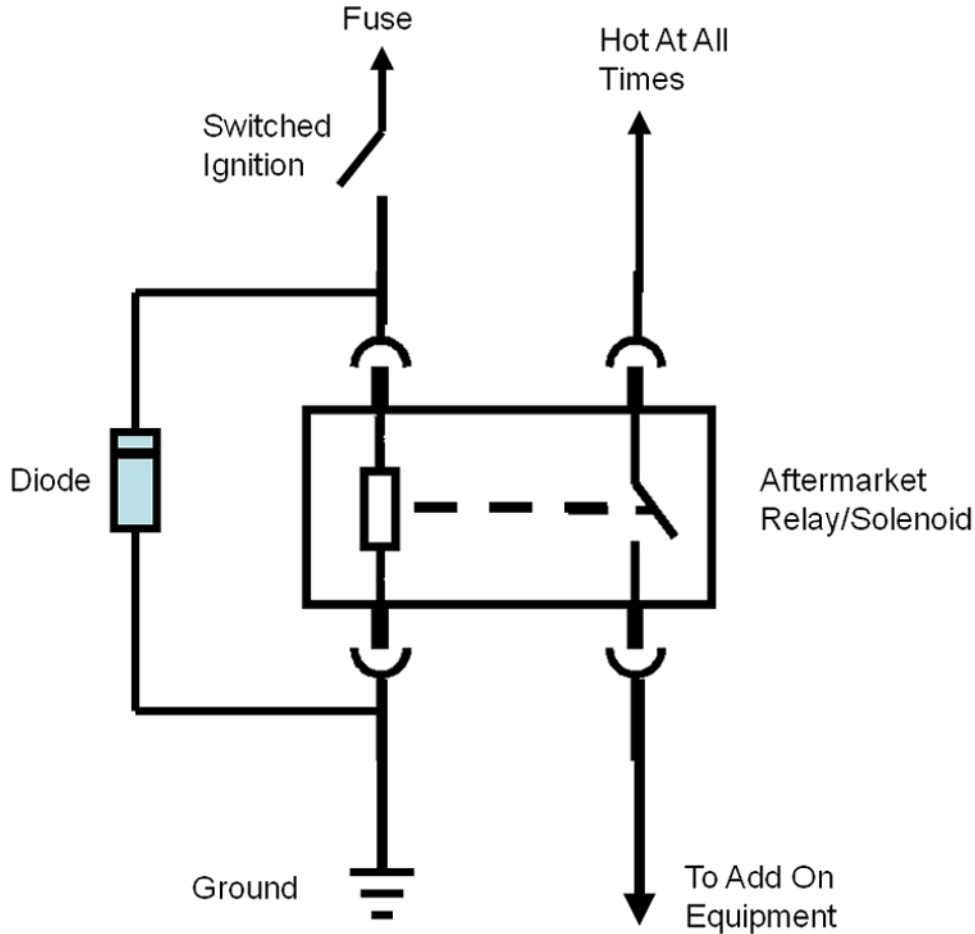 Fuse
Hot At All
Times
Switched
Ignition
Diode
Aftermarket
Relay/Solenoid
Ground
To Add On
Equipment